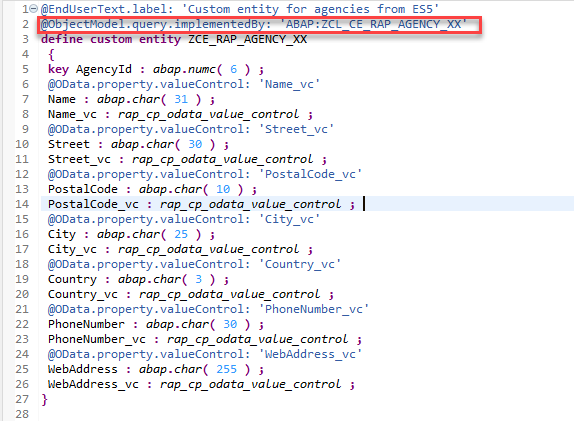 1 @EndUserText.label: 'Custom entity for agencies from ES5'
2 @ObjectModel.query.implementedBy: 'ABAP:ZCL_CE_RAP_AGENCY_XX'
3 define custom entity ZCE_RAP_AGENCY_XX
4 {
5 key AgencyId : abap.numc( 6 ) ;
6 @OData.property.valueControl: 'Name_vc'
7 Name : abap.char( 31 ) ;
8 Name_vc : rap_cp_odata_value_control ;
9 @OData.property.valueControl: 'Street_vc'
10 Street : abap.char( 30 ) ;
11 Street_vc : rap_cp_odata_value_control ;
12 @OData.property.valueControl: 'PostalCode_vc'
13 PostalCode : abap.char( 10 ) ;
14 PostalCode_vc : rap_cp_odata_value_control ;
15 @OData.property.valueControl: 'City_vc'
16 City : abap.char( 25 ) ;
17 City_vc : rap_cp_odata_value_control ;
18 @OData.property.valueControl: 'Country_vc'
19 Country : abap.char( 3 ) ;
20 Country_vc : rap_cp_odata_value_control ;
21 @OData.property.valueControl: 'PhoneNumber_vc'
22 PhoneNumber : abap.char( 30 ) ;
23 PhoneNumber_vc : rap_cp_odata_value_control ;
24 @OData.property.valueControl: 'WebAddress_vc'
25 WebAddress : abap.char( 255 ) ;
26 WebAddress_vc : rap_cp_odata_value_control ;
27 }
28